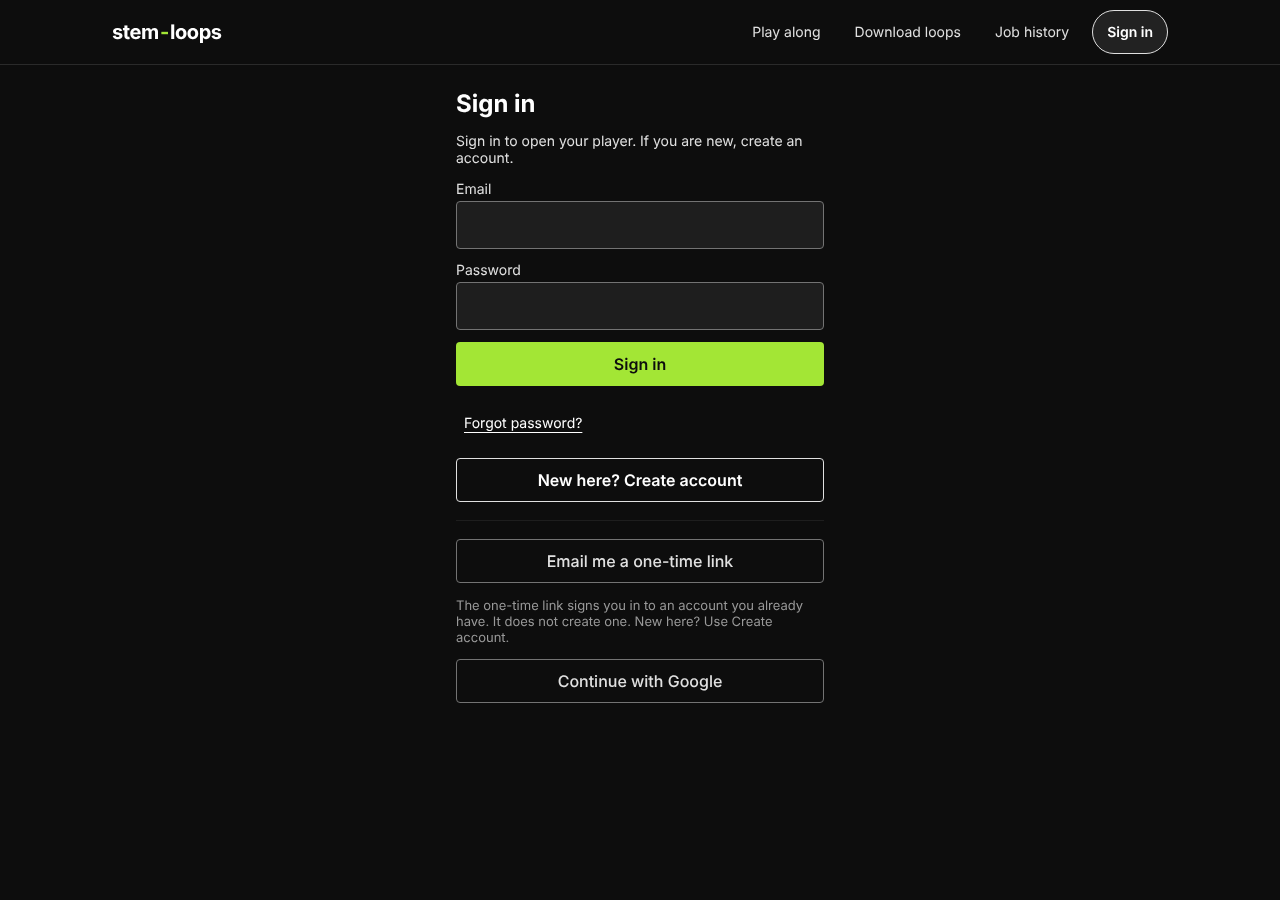 stem-loops
Play along
Download loops
Job history
Sign in
Sign in
Sign in to open your player. If you are new, create an
account.
Email
Password
Sign in
Forgot password?
New here? Create account
Email me a one-time link
The one-time link signs you in to an account you already
have. It does not create one. New here? Use Create
account.
Continue with Google